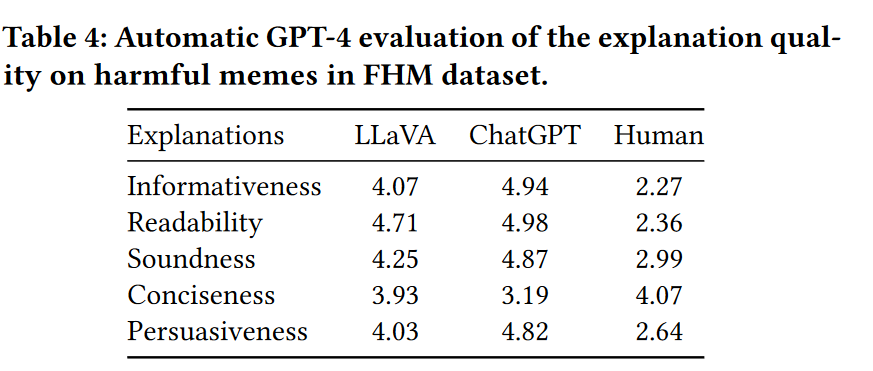 Table 4: Automatic GPT-4 evaluation of the explanation qual-
ity on harmful memes in FHM dataset.
Explanations LLaVA ChatGPT Human
Informativeness 4.07 4.94 2.27
Readability 4.71 4.98 2.36
Soundness 4.25 4.87 2.99
Conciseness 3.93 3.19 4.07
Persuasiveness 4.03 4.82 2.64